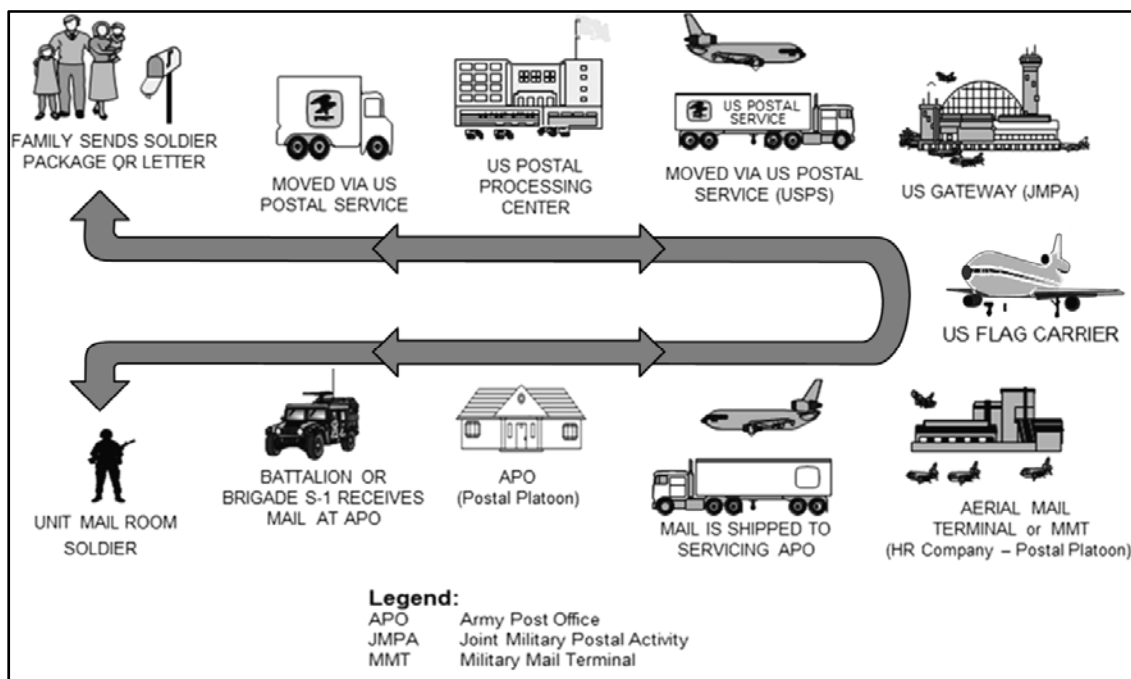 FAMILY SENDS SOLDIER
PACKAGE OR LETTER
MOVED VIA US
POSTAL SERVICE
US POSTAL
PROCESSING
CENTER
US POSTAL
SERVICE
MOVED VIA US POSTAL
SERVICE (USPS)
US GATEWAY (JMPA)
US FLAG CARRIER
UNIT MAIL ROOM
SOLDIER
BATTALION OR
BRIGADE S-1 RECEIVES
MAIL AT APO
APO
(Postal Platoon)
MAIL IS SHIPPED TO
SERVICING APO
AERIAL MAIL
TERMINAL or MMT
(HR Company – Postal Platoon)
Legend:
APO Army Post Office
JMPA Joint Military Postal Activity
MMT Military Mail Terminal